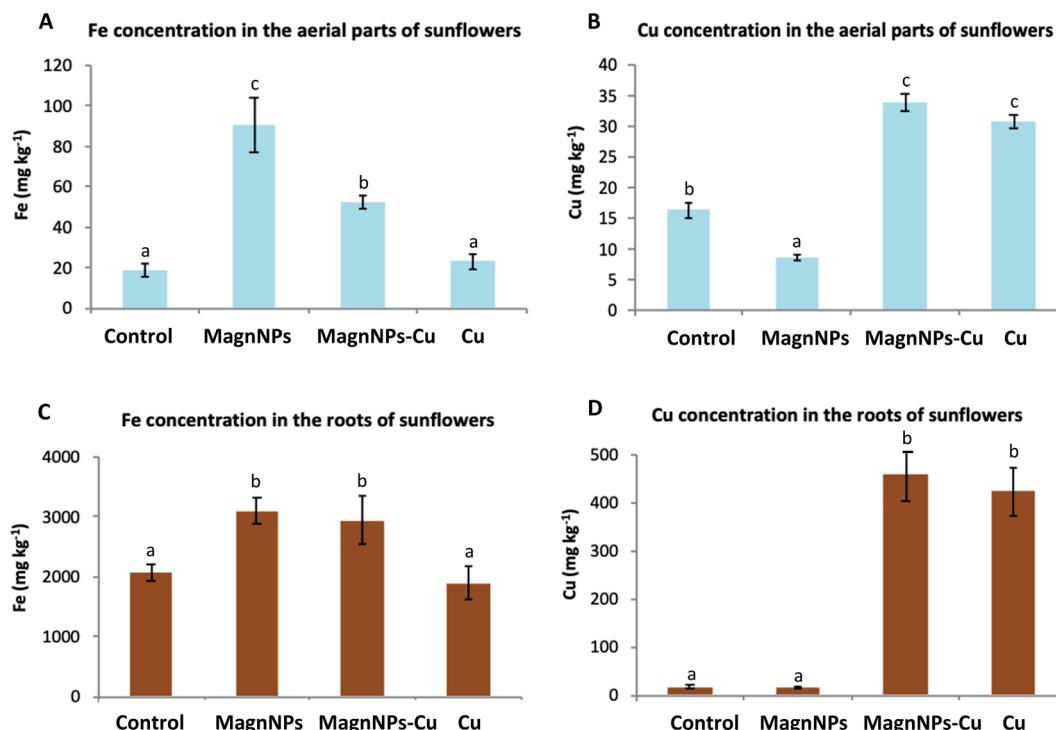 A
Fe concentration in the aerial parts of sunflowers
120
100
80
60
40
20
0
Fe (mg kg⁻¹)
a
c
b
a
Control MagnNPs MagnNPs-Cu Cu
B
Cu concentration in the aerial parts of sunflowers
40
35
30
25
20
15
10
5
0
Cu (mg kg⁻¹)
b
a
c
c
Control MagnNPs MagnNPs-Cu Cu
C
Fe concentration in the roots of sunflowers
4000
3000
2000
1000
0
Fe (mg kg⁻¹)
a
b
b
a
Control MagnNPs MagnNPs-Cu Cu
D
Cu concentration in the roots of sunflowers
500
400
300
200
100
0
Cu (mg kg⁻¹)
a
a
b
b
Control MagnNPs MagnNPs-Cu Cu